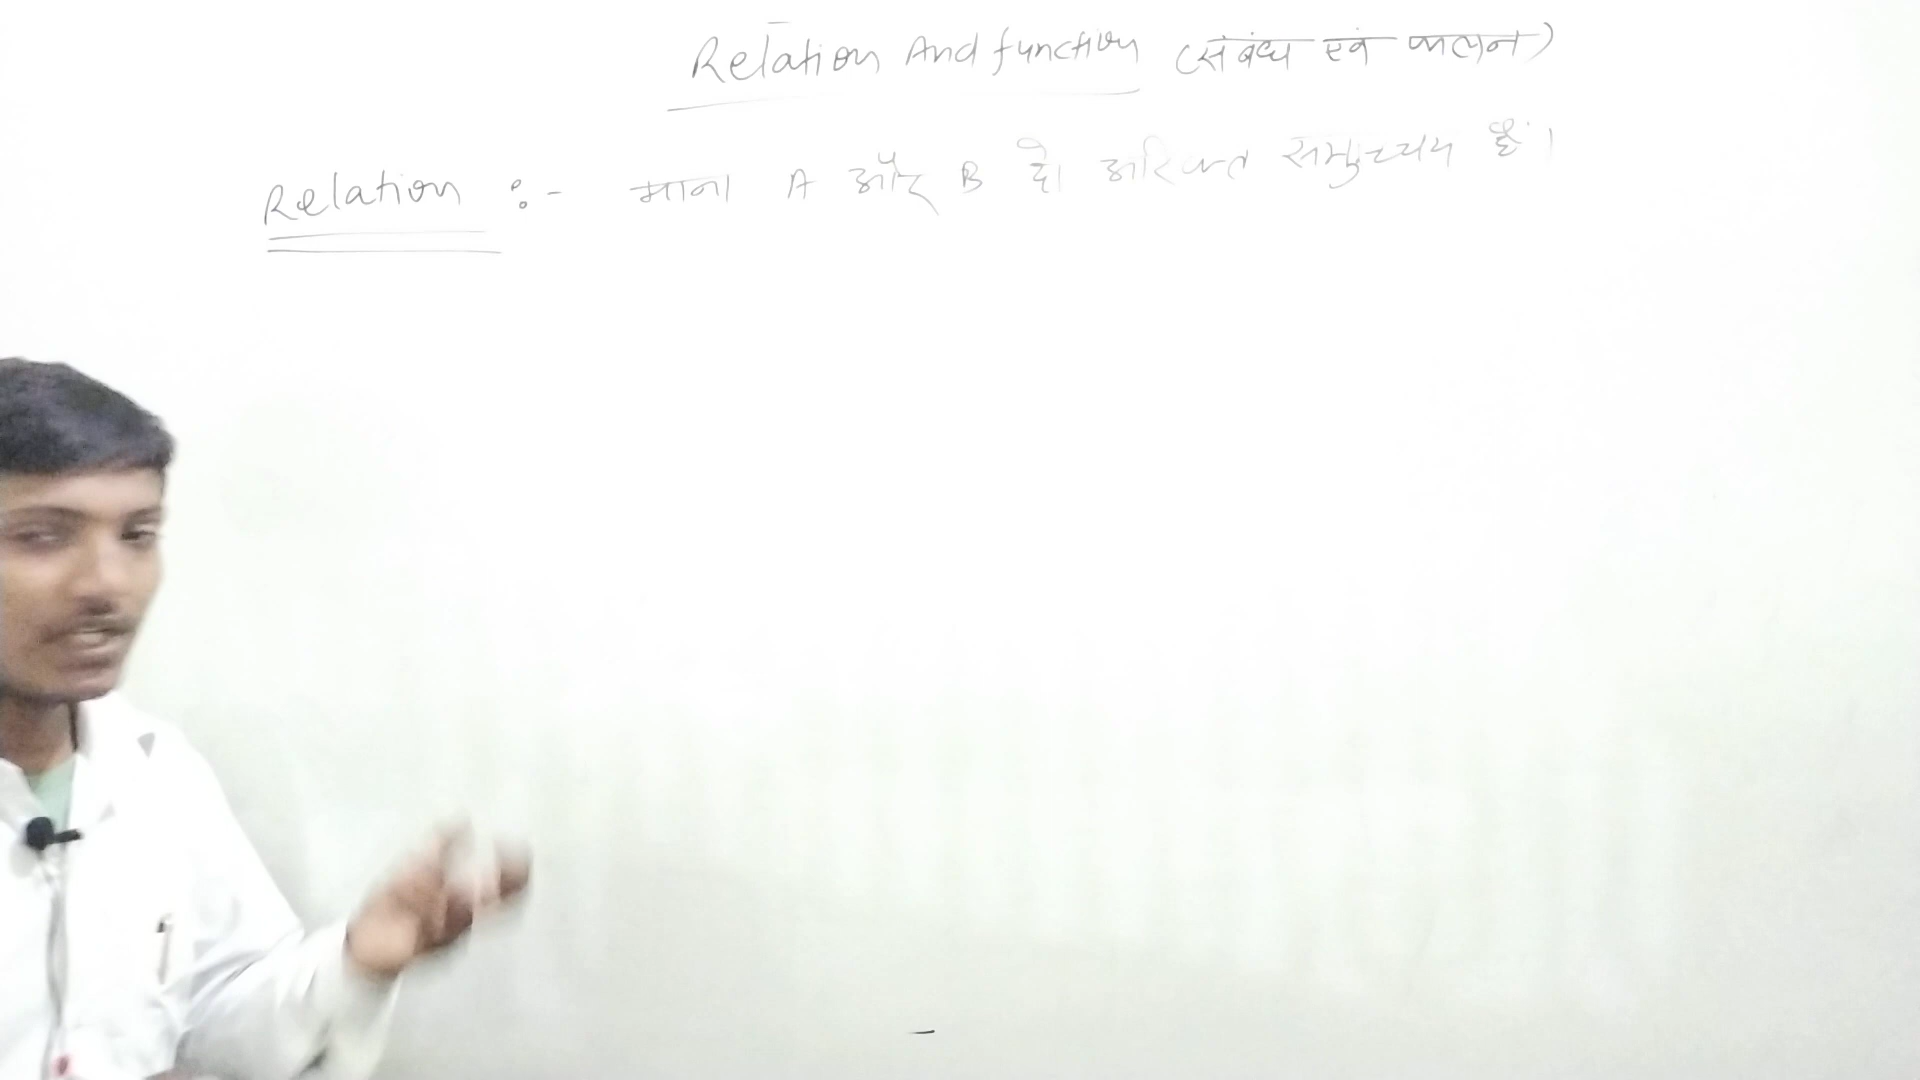 Relation And function (संबंध एवं फलन)
Relation :- माना A और B दो अरिक्त समुच्चय हैं।